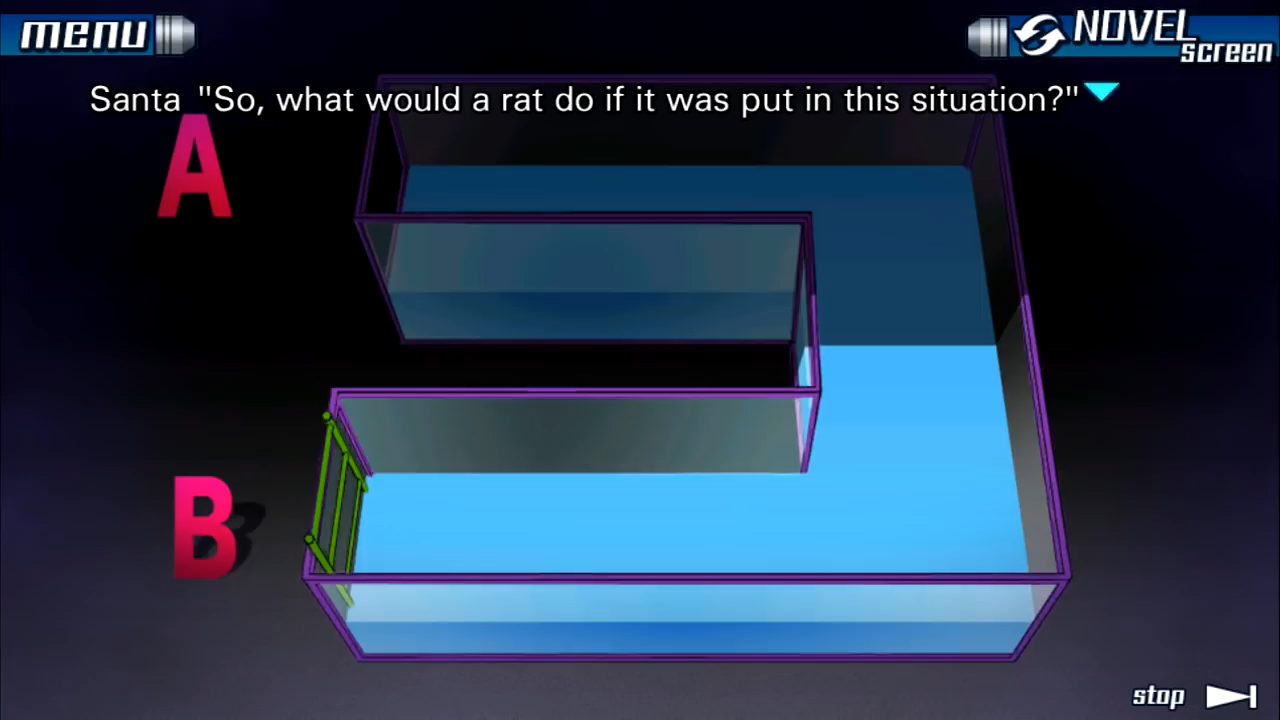 menu
NOVEL
screen
Santa "So, what would a rat do if it was put in this situation?"
A
B
stop